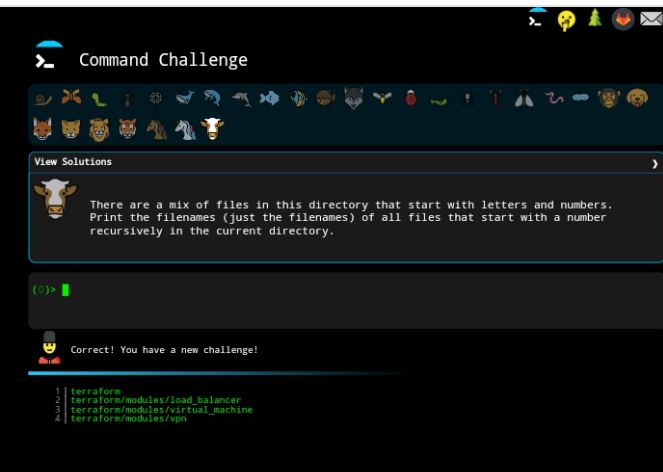 Command Challenge
View Solutions
There are a mix of files in this directory that start with letters and numbers.
Print the filenames (just the filenames) of all files that start with a number
recursively in the current directory.
(0)>
Correct! You have a new challenge!
1 terraform
2 terraform/modules/load_balancer
3 terraform/modules/virtual_machine
4 terraform/modules/vpn